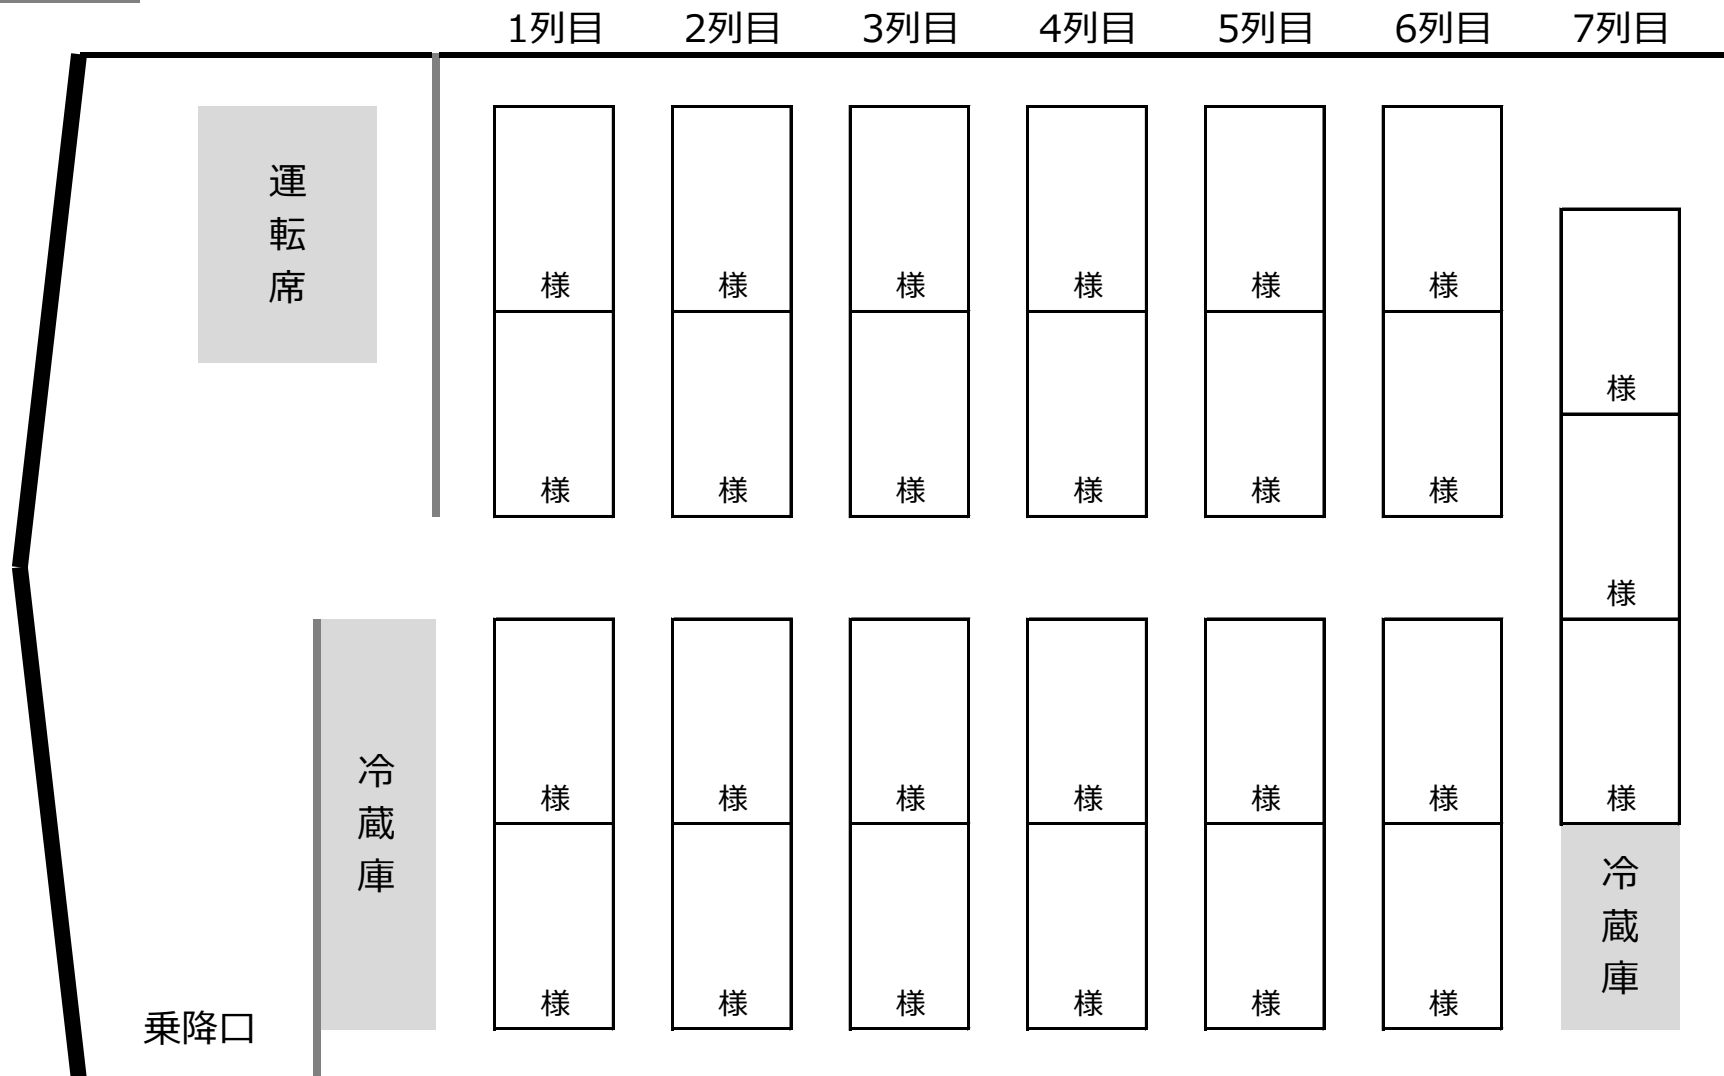 1列目 2列目 3列目 4列目 5列目 6列目 7列目
運転席
様 様 様 様 様 様
様
様 様 様 様 様 様
様
冷蔵庫
様 様 様 様 様 様 様
冷蔵庫
様 様 様 様 様 様
乗降口